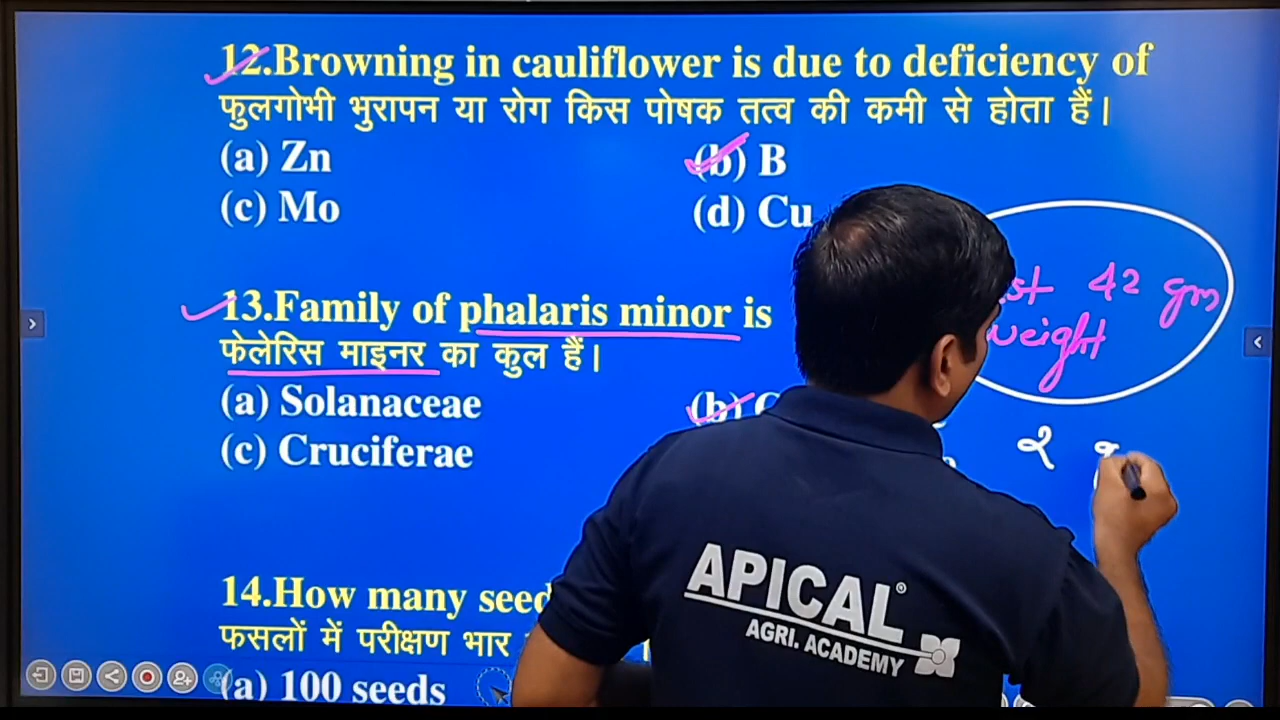 12.Browning in cauliflower is due to deficiency of
फुलगोभी भुरापन या रोग किस पोषक तत्व की कमी से होता हैं।
(a) Zn
(b) B
(c) Mo
(d) Cu
42 gm
weight
13.Family of phalaris minor is
फेलेरिस माइनर का कुल हैं।
(a) Solanaceae
(b)
(c) Cruciferae
२
14.How many seed
फसलों में परीक्षण भार
(a) 100 seeds
APICAL
AGRI. ACADEMY